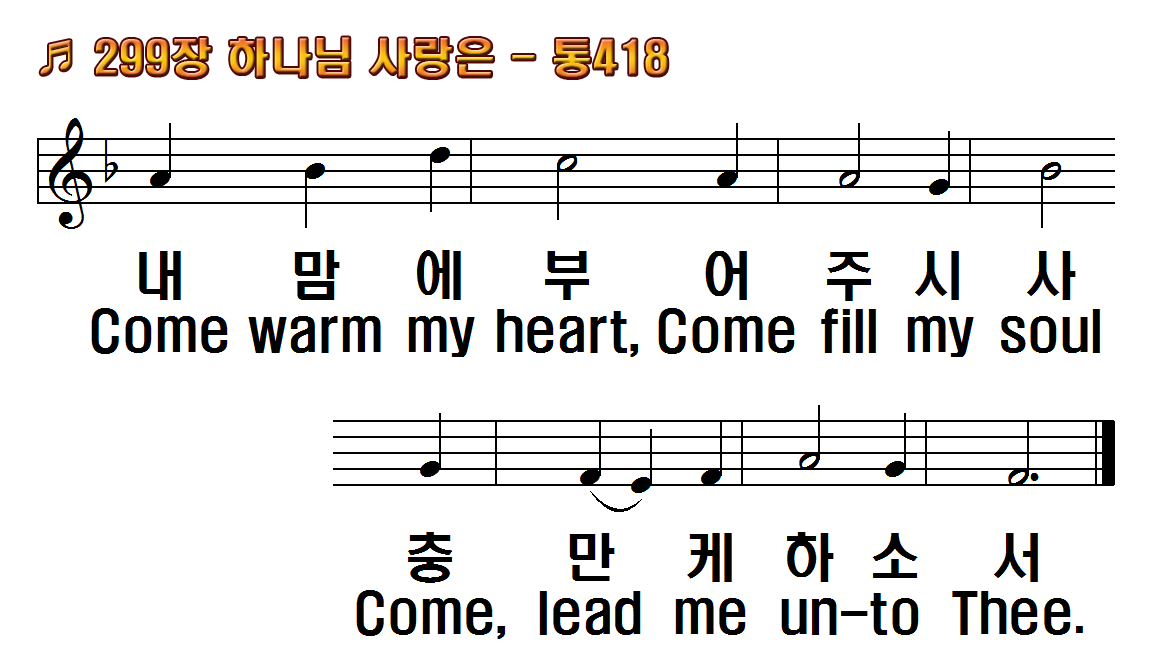 ♬ 299장 하나님 사랑은 - 통418
내 맘 에 부 어 주 시 사
Come warm my heart, Come fill my soul
충 만 케 하 소 서
Come, lead me un-to Thee.